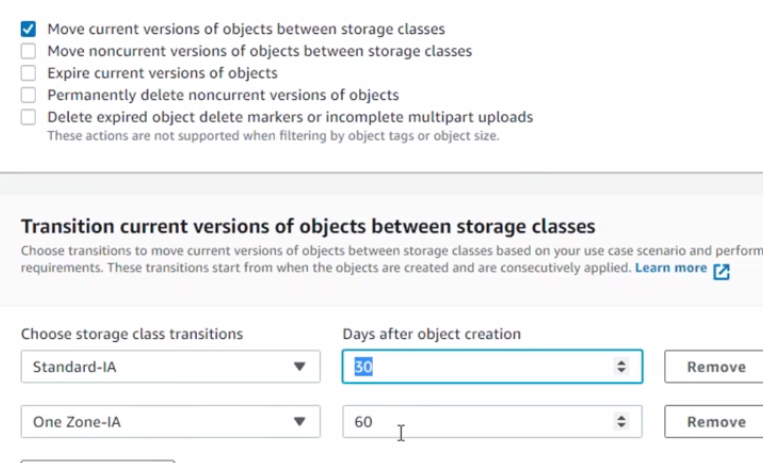 Move current versions of objects between storage classes
Move noncurrent versions of objects between storage classes
Expire current versions of objects
Permanently delete noncurrent versions of objects
Delete expired object delete markers or incomplete multipart uploads
These actions are not supported when filtering by object tags or object size.
Transition current versions of objects between storage classes
Choose transitions to move current versions of objects between storage classes based on your use case scenario and perform
requirements. These transitions start from when the objects are created and are consecutively applied. Learn more
Choose storage class transitions Days after object creation
Standard-IA 30 Remove
One Zone-IA 60 Remove